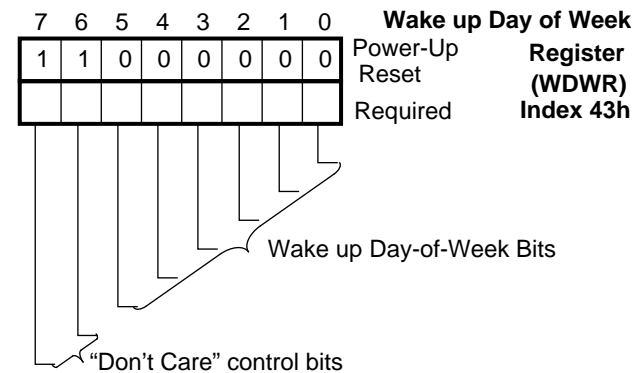 7 6 5 4 3 2 1 0
Wake up Day of Week
Register
(WDWR)
Index 43h
1 1 0 0 0 0 0 0
Power-Up
Reset
Required
Wake up Day-of-Week Bits
“Don’t Care” control bits